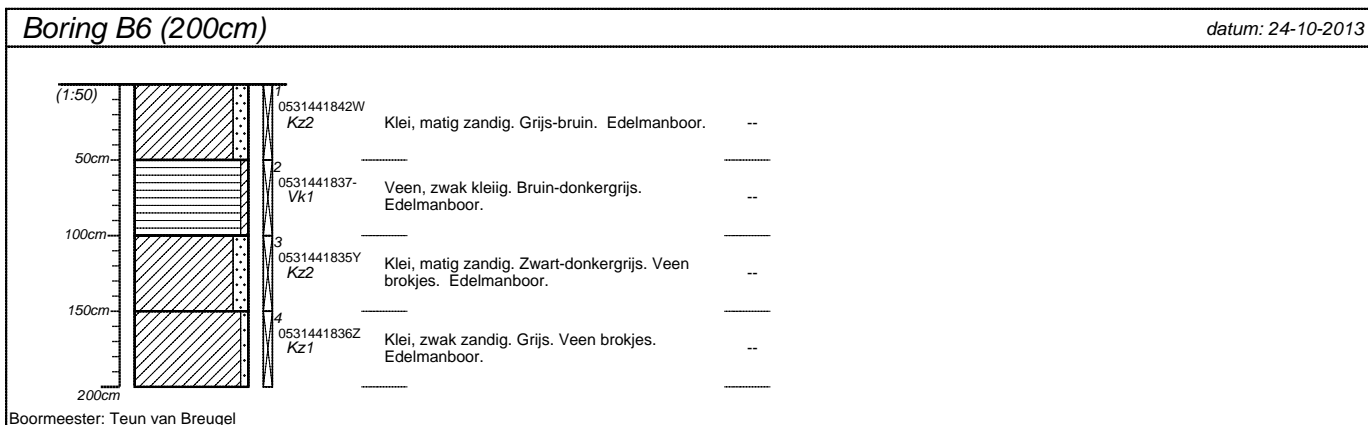 Boring B6 (200cm)
datum: 24-10-2013
(1:50)
1
0531441842W
Kz2
Klei, matig zandig. Grijs-bruin.  Edelmanboor.
--
50cm
2
0531441837-
Vk1
Veen, zwak kleiig. Bruin-donkergrijs.
Edelmanboor.
--
100cm
3
0531441835Y
Kz2
Klei, matig zandig. Zwart-donkergrijs. Veen
brokjes.  Edelmanboor.
--
150cm
4
0531441836Z
Kz1
Klei, zwak zandig. Grijs. Veen brokjes.
Edelmanboor.
--
200cm
Boormeester: Teun van Breugel